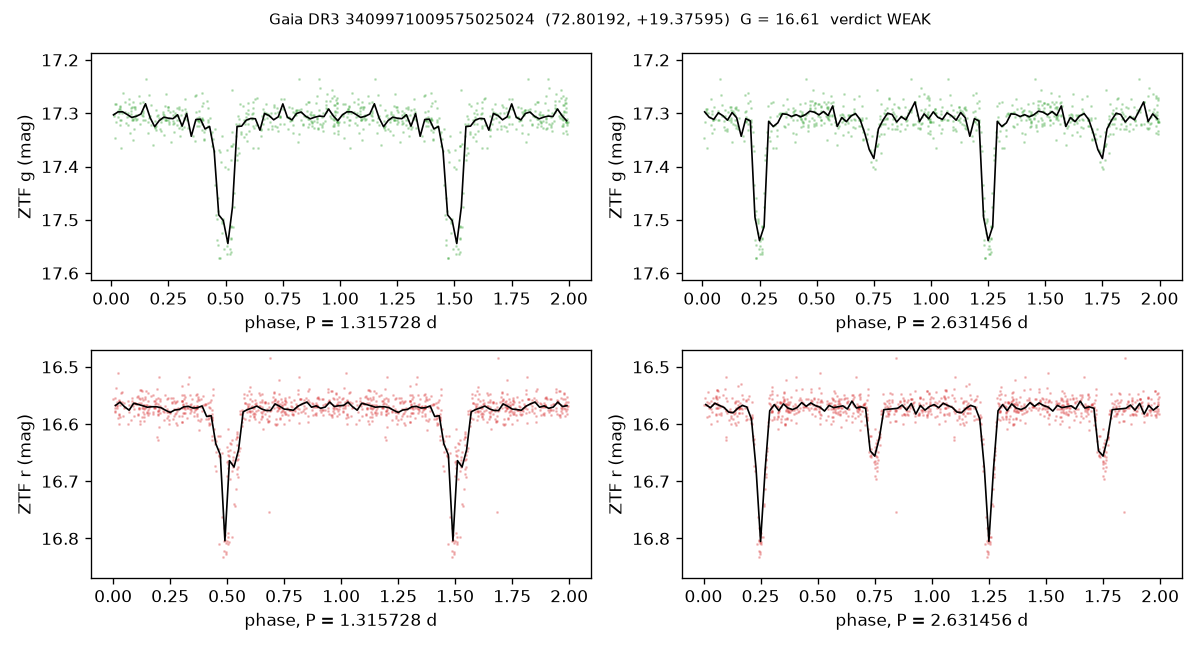 Gaia DR3 3409971009575025024 (72.80192, +19.37595) G = 16.61 verdict WEAK
ZTF g (mag)
17.2
17.3
17.4
17.5
17.6
0.00 0.25 0.50 0.75 1.00 1.25 1.50 1.75 2.00
phase, P = 1.315728 d
ZTF g (mag)
17.2
17.3
17.4
17.5
17.6
0.00 0.25 0.50 0.75 1.00 1.25 1.50 1.75 2.00
phase, P = 2.631456 d
ZTF r (mag)
16.5
16.6
16.7
16.8
0.00 0.25 0.50 0.75 1.00 1.25 1.50 1.75 2.00
phase, P = 1.315728 d
ZTF r (mag)
16.5
16.6
16.7
16.8
0.00 0.25 0.50 0.75 1.00 1.25 1.50 1.75 2.00
phase, P = 2.631456 d